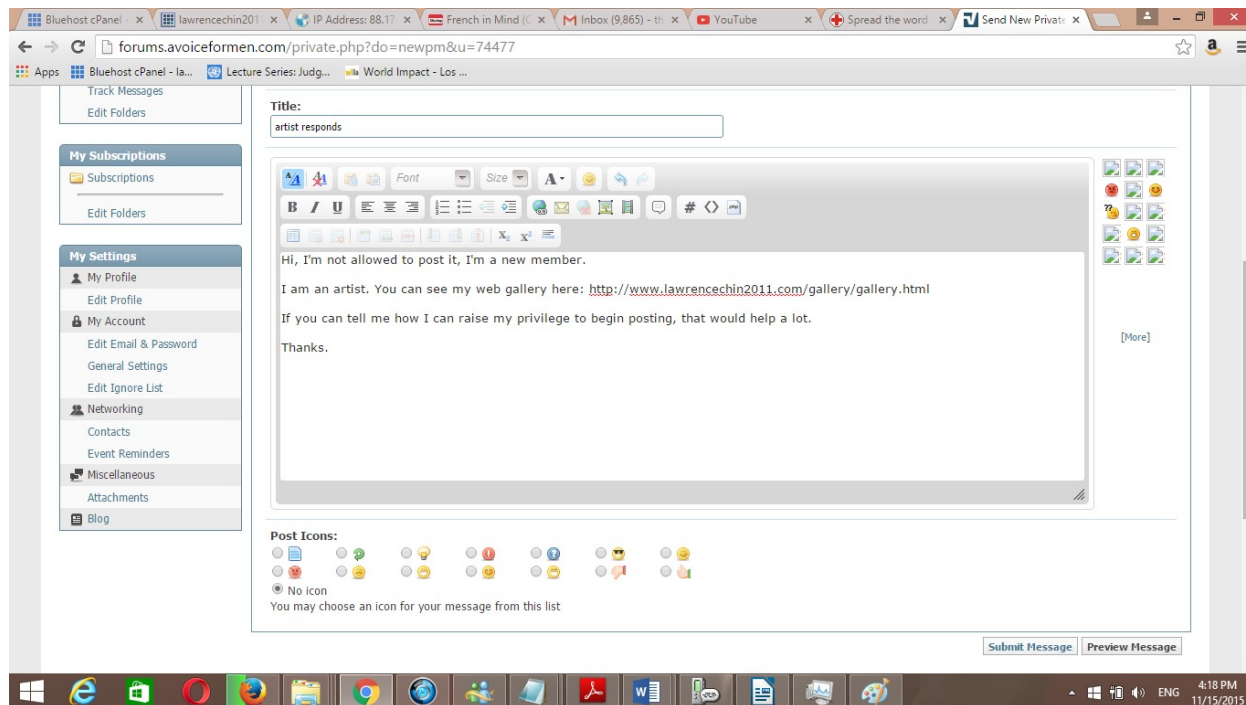 Bluehost cPanel -
lawrencechin201
IP Address: 88.17
French in Mind (C
Inbox (9,865) - th
YouTube
Spread the word
Send New Private
forums.avoiceformen.com/private.php?do=newpm&u=74477
Apps
Bluehost cPanel - la...
Lecture Series: Judg...
World Impact - Los ...
Track Messages
Edit Folders
My Subscriptions
Subscriptions
Edit Folders
My Settings
My Profile
Edit Profile
My Account
Edit Email & Password
General Settings
Edit Ignore List
Networking
Contacts
Event Reminders
Miscellaneous
Attachments
Blog
Title:
artist responds
Font
Size
A
B I U
# <> php
X₂ X²
Hi, I'm not allowed to post it, I'm a new member.
I am an artist. You can see my web gallery here: http://www.lawrencechin2011.com/gallery/gallery.html
If you can tell me how I can raise my privilege to begin posting, that would help a lot.
Thanks.
[More]
Post Icons:
No icon
You may choose an icon for your message from this list
Submit Message
Preview Message
ENG
4:18 PM
11/15/2015